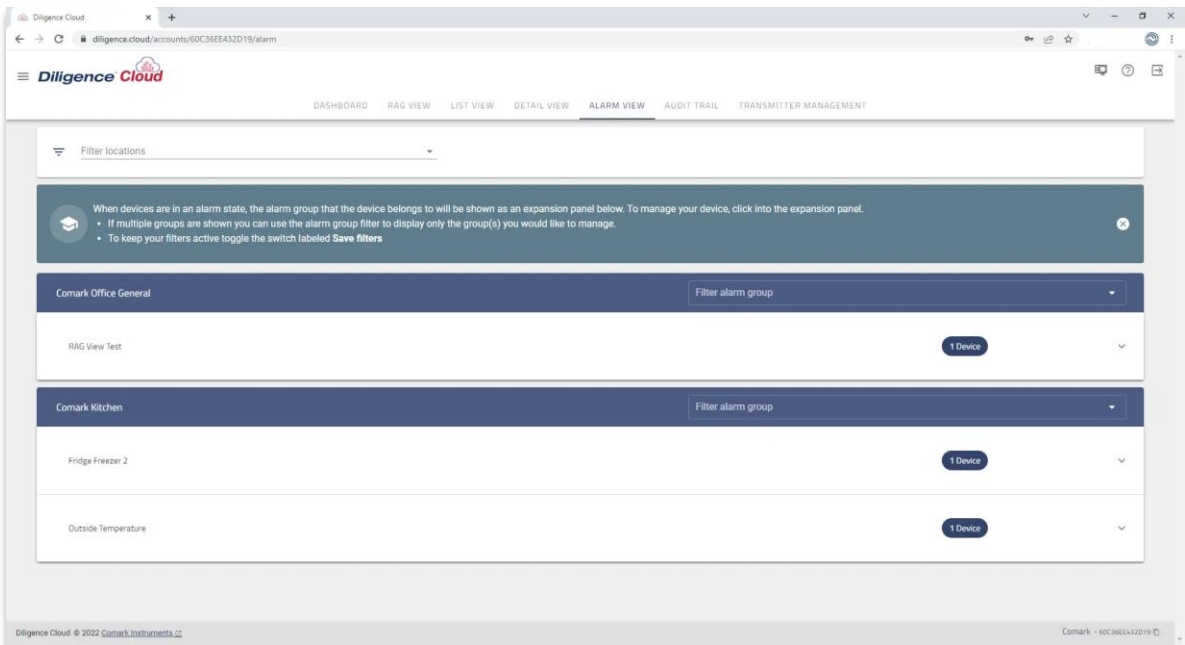 Diligence Cloud
diligence.cloud/accounts/60C36EE432D19/alarm
Diligence Cloud
DASHBOARD RAG VIEW LIST VIEW DETAIL VIEW ALARM VIEW AUDIT TRAIL TRANSMITTER MANAGEMENT
Filter locations
When devices are in an alarm state, the alarm group that the device belongs to will be shown as an expansion panel below. To manage your device, click into the expansion panel.
• If multiple groups are shown you can use the alarm group filter to display only the group(s) you would like to manage.
• To keep your filters active toggle the switch labeled Save filters
Comark Office General Filter alarm group
RAG View Test 1 Device
Comark Kitchen Filter alarm group
Fridge Freezer 2 1 Device
Outside Temperature 1 Device
Diligence Cloud © 2022 Comark Instruments Comark - 60C36EE432D19